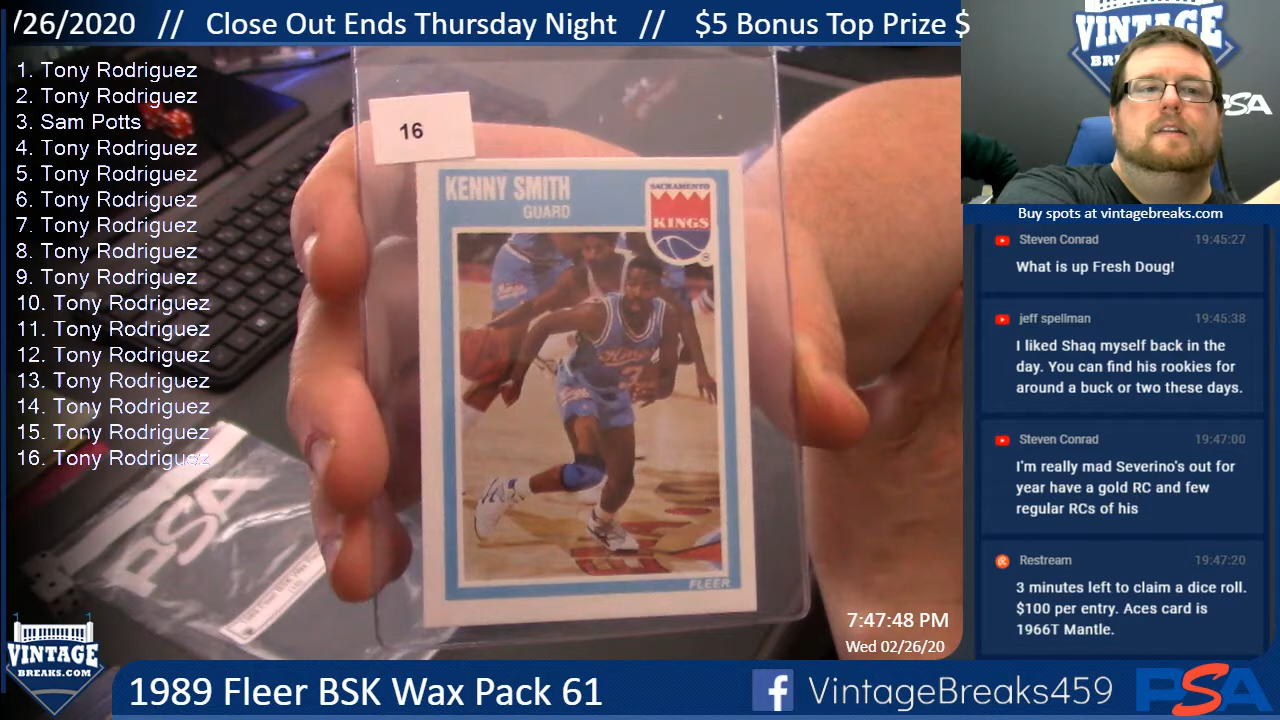 /26/2020 // Close Out Ends Thursday Night // $5 Bonus Top Prize $
1. Tony Rodriguez
2. Tony Rodriguez
3. Sam Potts
4. Tony Rodriguez
5. Tony Rodriguez
6. Tony Rodriguez
7. Tony Rodriguez
8. Tony Rodriguez
9. Tony Rodriguez
10. Tony Rodriguez
11. Tony Rodriguez
12. Tony Rodriguez
13. Tony Rodriguez
14. Tony Rodriguez
15. Tony Rodriguez
16. Tony Rodriguez
16
KENNY SMITH
GUARD
SACRAMENTO
KINGS
FLEER
PSA
VINTAGE
PSA
Buy spots at vintagebreaks.com
Steven Conrad 19:45:27
What is up Fresh Doug!
jeff spellman 19:45:38
I liked Shaq myself back in the
day. You can find his rookies for
around a buck or two these days.
Steven Conrad 19:47:00
I'm really mad Severino's out for
year have a gold RC and few
regular RCs of his
Restream 19:47:20
3 minutes left to claim a dice roll.
$100 per entry. Aces card is
1966T Mantle.
7:47:48 PM
Wed 02/26/20
VINTAGE
BREAKS.COM
1989 Fleer BSK Wax Pack 61
f VintageBreaks459
PSA